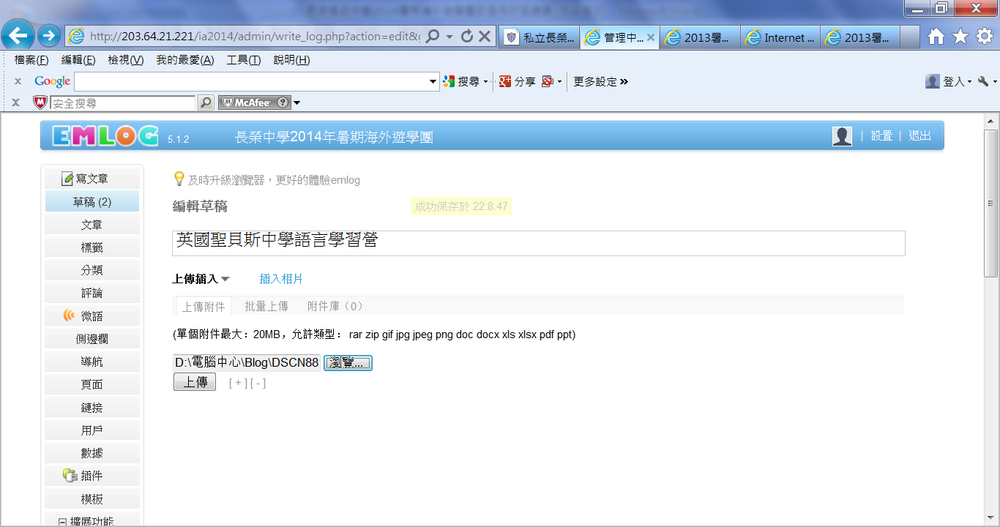 http://203.64.21.221/ia2014/admin/write_log.php?action=edit&
私立長榮...
管理中...
2013暑...
Internet ...
2013暑...
檔案(F) 編輯(E) 檢視(V) 我的最愛(A) 工具(T) 說明(H)
x Google 搜尋 分享 更多設定 » 登入
x 安全搜尋 McAfee ?
EMLOG 5.1.2 長榮中學2014年暑期海外遊學團 | 設置 | 退出
寫文章
草稿 (2)
文章
標籤
分類
評論
微語
側邊欄
導航
頁面
鏈接
用戶
數據
插件
模板
擴展功能
及時升級瀏覽器，更好的體驗emlog
編輯草稿 成功保存於 22:8:47
英國聖貝斯中學語言學習營
上傳插入 插入相片
上傳附件 批量上傳 附件庫（0）
(單個附件最大：20MB，允許類型： rar zip gif jpg jpeg png doc docx xls xlsx pdf ppt)
D:\電腦中心\Blog\DSCN88 瀏覽...
上傳 [+][-]